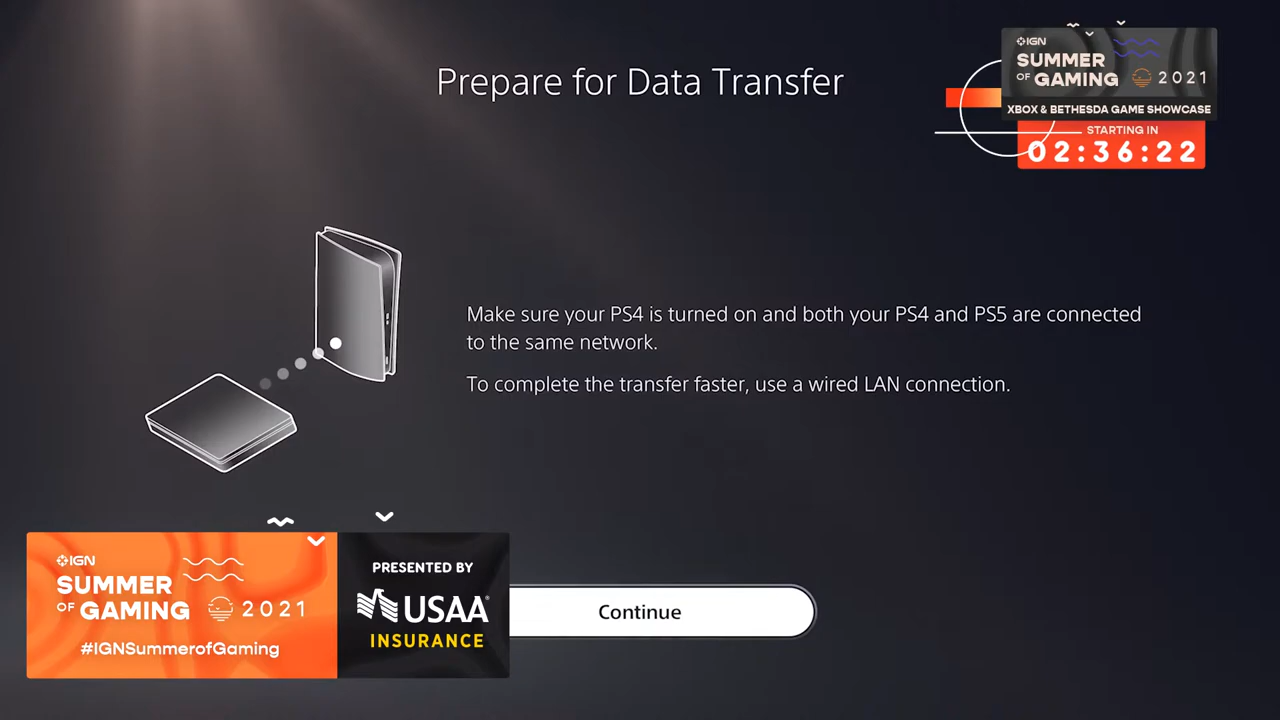 Prepare for Data Transfer
IGN
SUMMER
OF GAMING 2021
XBOX & BETHESDA GAME SHOWCASE
STARTING IN
02:36:22
Make sure your PS4 is turned on and both your PS4 and PS5 are connected
to the same network.
To complete the transfer faster, use a wired LAN connection.
IGN
SUMMER
OF GAMING 2021
#IGNSummerofGaming
PRESENTED BY
USAA®
INSURANCE
Continue